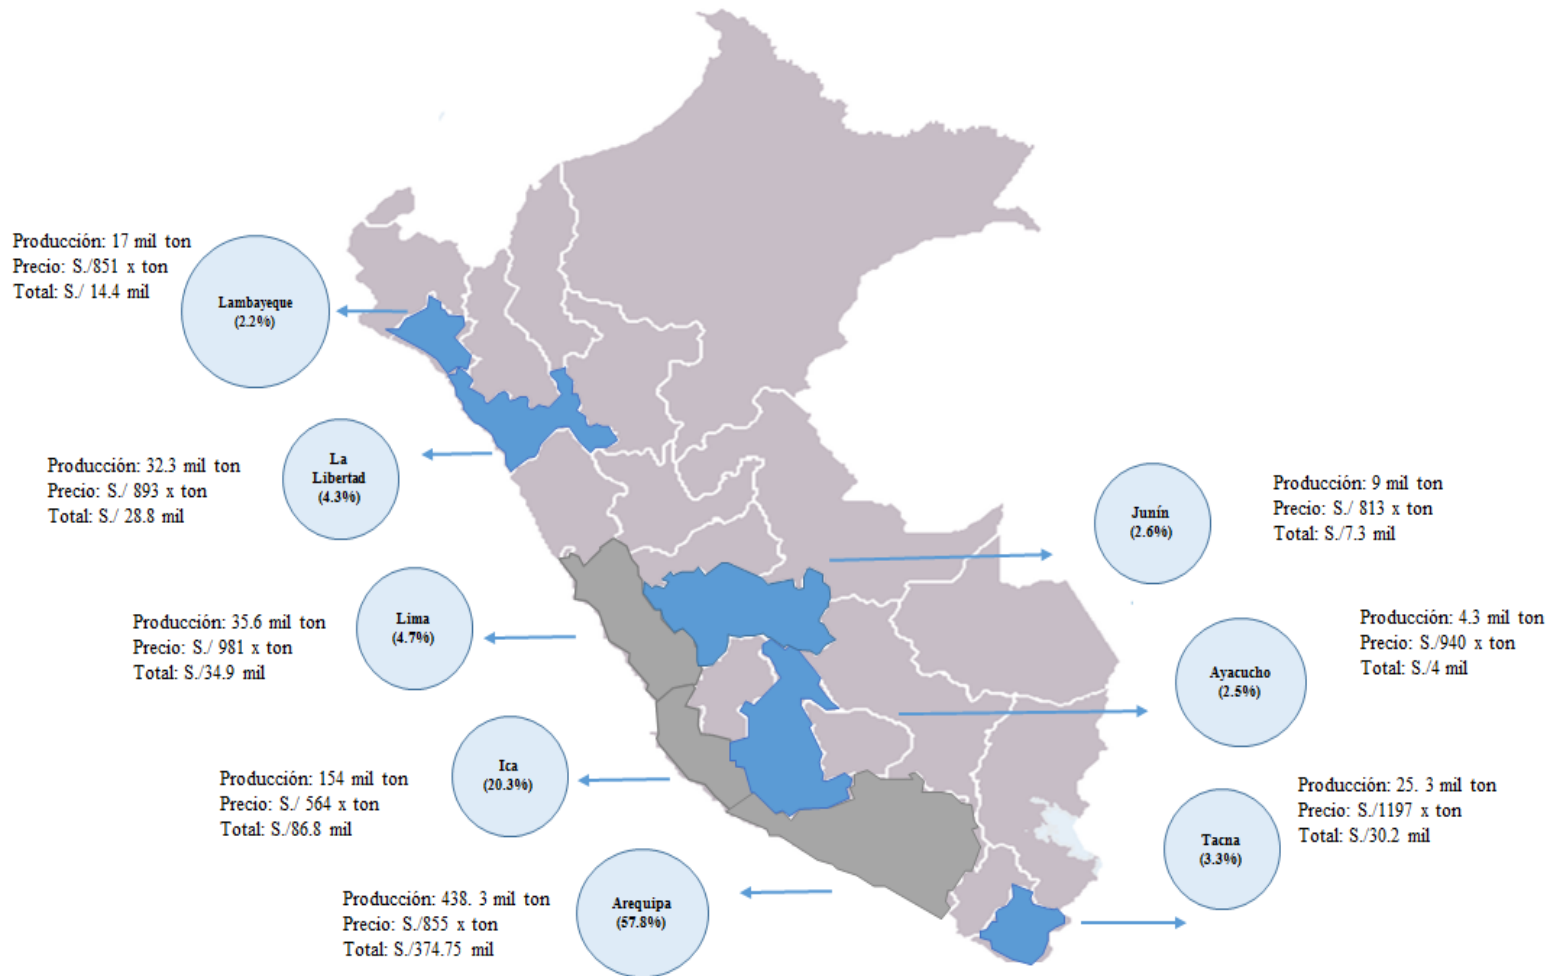 Producción: 17 mil ton
Precio: S./851 x ton
Total: S./ 14.4 mil
Lambayeque
(2.2%)
Producción: 32.3 mil ton
Precio: S./ 893 x ton
Total: S./ 28.8 mil
La
Libertad
(4.3%)
Producción: 35.6 mil ton
Precio: S./ 981 x ton
Total: S./34.9 mil
Lima
(4.7%)
Producción: 154 mil ton
Precio: S./ 564 x ton
Total: S./86.8 mil
Ica
(20.3%)
Producción: 438. 3 mil ton
Precio: S./855 x ton
Total: S./374.75 mil
Arequipa
(57.8%)
Junín
(2.6%)
Producción: 9 mil ton
Precio: S./ 813 x ton
Total: S./7.3 mil
Ayacucho
(2.5%)
Producción: 4.3 mil ton
Precio: S./940 x ton
Total: S./4 mil
Tacna
(3.3%)
Producción: 25. 3 mil ton
Precio: S./1197 x ton
Total: S./30.2 mil